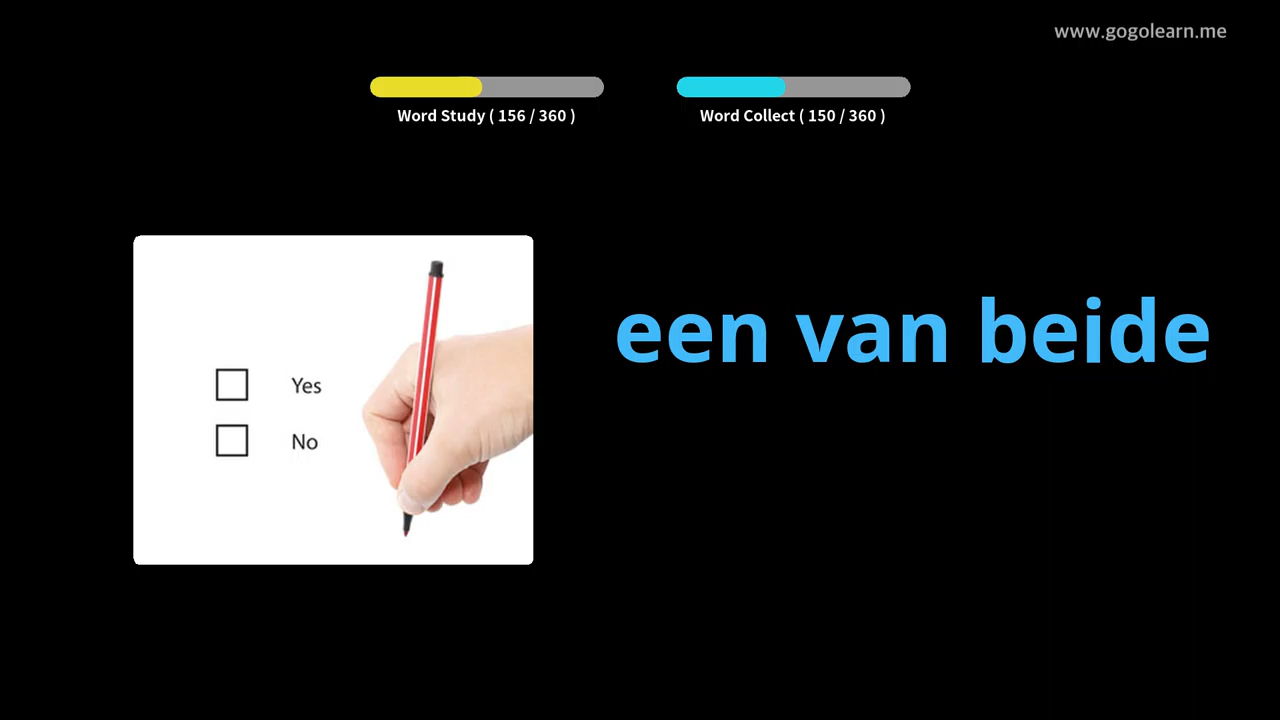 www.gogolearn.me
Word Study ( 156 / 360 )
Word Collect ( 150 / 360 )
een van beide
Yes
No